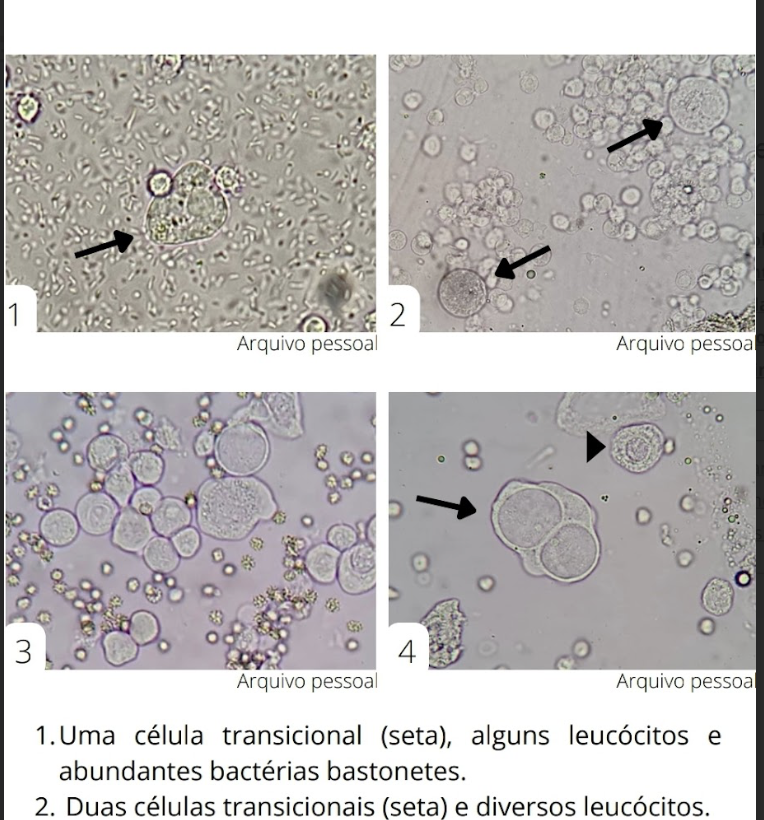 1
Arquivo pessoal
2
Arquivo pessoal
3
Arquivo pessoal
4
Arquivo pessoal
1. Uma célula transicional (seta), alguns leucócitos e
abundantes bactérias bastonetes.
2. Duas células transicionais (seta) e diversos leucócitos.